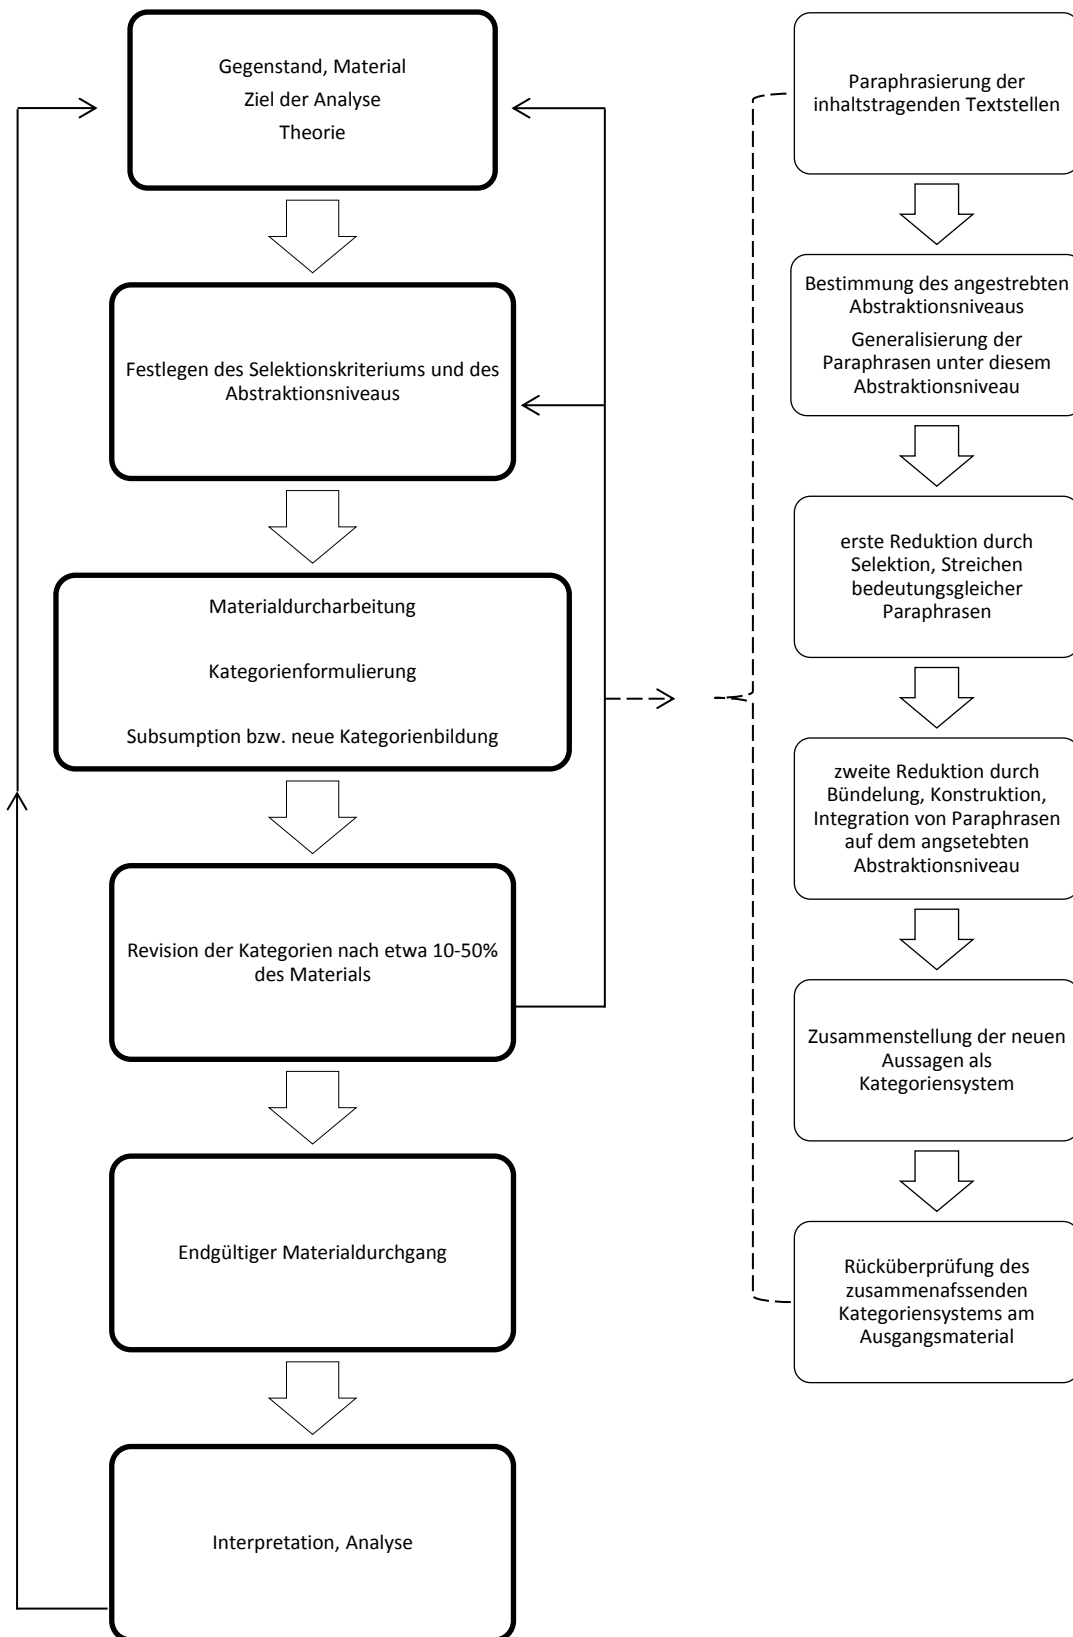 Gegenstand, Material
Ziel der Analyse
Theorie
Festlegen des Selektionskriteriums und des
Abstraktionsniveaus
Materialdurcharbeitung
Kategorienformulierung
Subsumption bzw. neue Kategorienbildung
Revision der Kategorien nach etwa 10-50%
des Materials
Endgültiger Materialdurchgang
Interpretation, Analyse
Paraphrasierung der
inhaltstragenden Textstellen
Bestimmung des angestrebten
Abstraktionsniveaus
Generalisierung der
Paraphrasen unter diesem
Abstraktionsniveau
erste Reduktion durch
Selektion, Streichen
bedeutungsgleicher
Paraphrasen
zweite Reduktion durch
Bündelung, Konstruktion,
Integration von Paraphrasen
auf dem angsetebten
Abstraktionsniveau
Zusammenstellung der neuen
Aussagen als
Kategoriensystem
Rücküberprüfung des
zusammenafssenden
Kategoriensystems am
Ausgangsmaterial